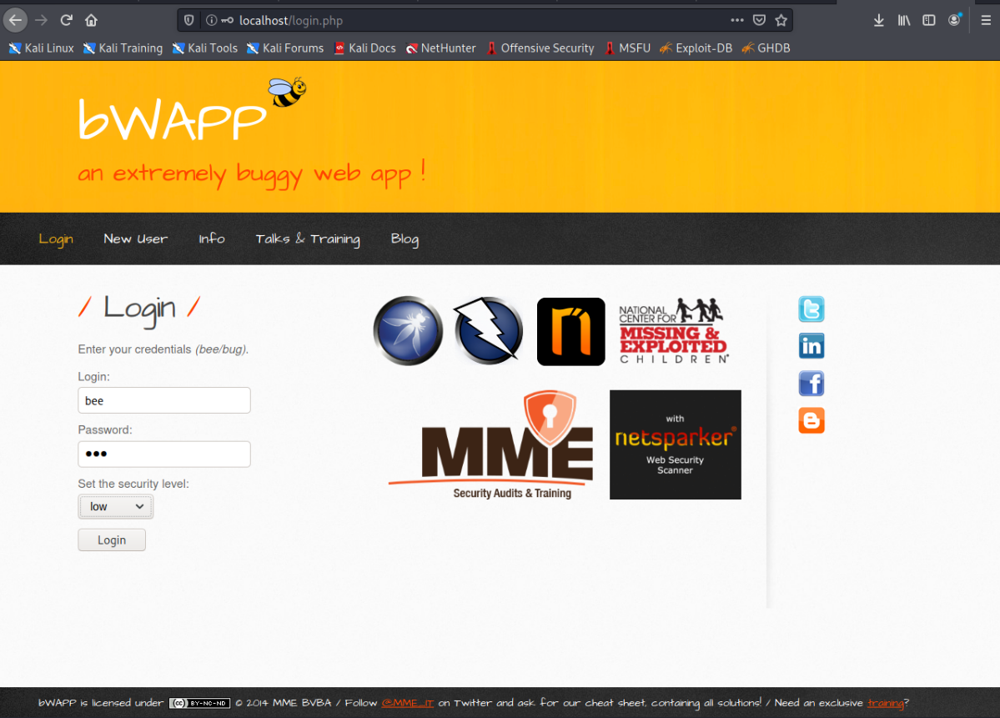 localhost/login.php
Kali Linux Kali Training Kali Tools Kali Forums Kali Docs NetHunter Offensive Security MSFU Exploit-DB GHDB
bWAPP
an extremely buggy web app !
Login New User Info Talks & Training Blog
/ Login /
Enter your credentials (bee/bug).
Login:
bee
Password:
●●●
Set the security level:
low
Login
n
NATIONAL
CENTER FOR
MISSING &
EXPLOITED
CHILDREN®
MME
Security Audits & Training
with
netsparker®
Web Security
Scanner
t
in
f
B
bWAPP is licensed under (cc) BY-NC-ND © 2014 MME BVBA / Follow @MME_IT on Twitter and ask for our cheat sheet, containing all solutions! / Need an exclusive training?